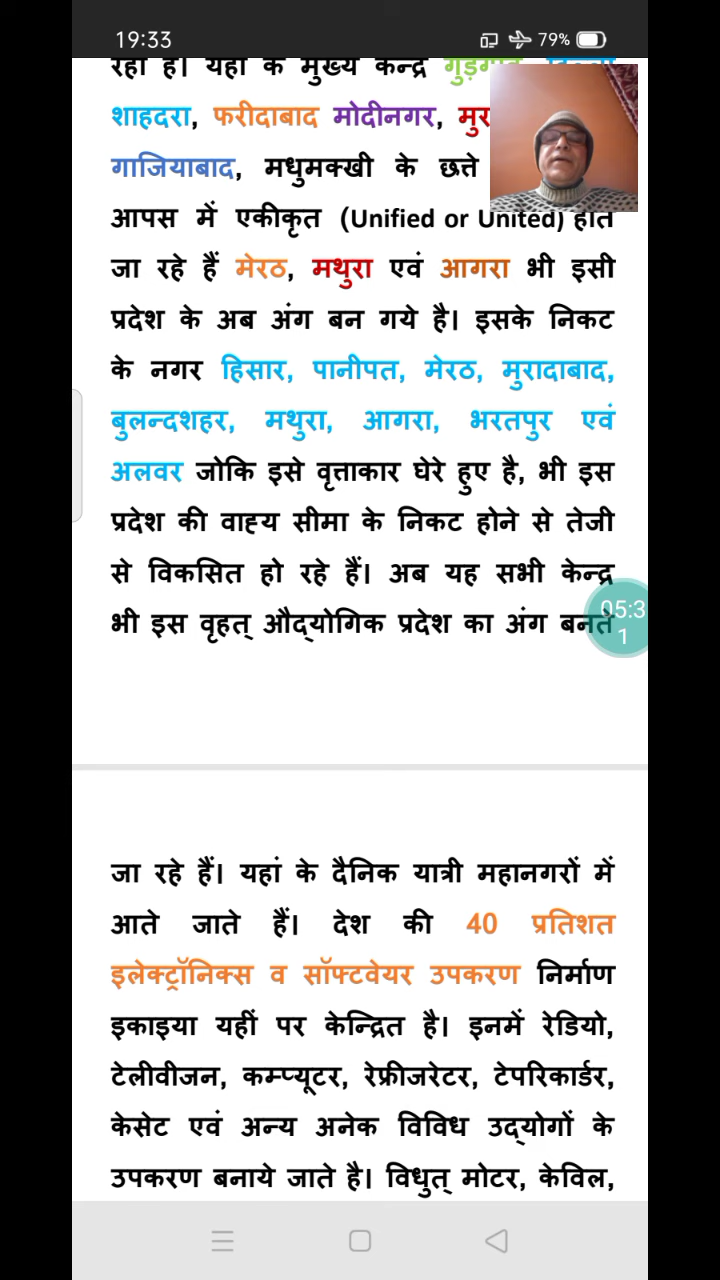 19:33
79%
रहा है। यहां के मुख्य केन्द्र
शाहदरा, फरीदाबाद मोदीनगर,
गाजियाबाद, मधुमक्खी के छत्ते
आपस में एकीकृत (Unified or United) होते
जा रहे हैं मेरठ, मथुरा एवं आगरा भी इसी
प्रदेश के अब अंग बन गये है। इसके निकट
के नगर हिसार, पानीपत, मेरठ, मुरादाबाद,
बुलन्दशहर, मथुरा, आगरा, भरतपुर एवं
अलवर जोकि इसे वृत्ताकार घेरे हुए है, भी इस
प्रदेश की वाह्य सीमा के निकट होने से तेजी
से विकसित हो रहे हैं। अब यह सभी केन्द्र
भी इस वृहत् औद्योगिक प्रदेश का अंग बनते
05:3
1
जा रहे हैं। यहां के दैनिक यात्री महानगरों में
आते जाते हैं। देश की 40 प्रतिशत
इलेक्ट्रॉनिक्स व सॉफ्टवेयर उपकरण निर्माण
इकाइया यहीं पर केन्द्रित है। इनमें रेडियो,
टेलीवीजन, कम्प्यूटर, रेफ्रीजरेटर, टेपरिकार्डर,
केसेट एवं अन्य अनेक विविध उद्योगों के
उपकरण बनाये जाते है। विधुत् मोटर, केविल,